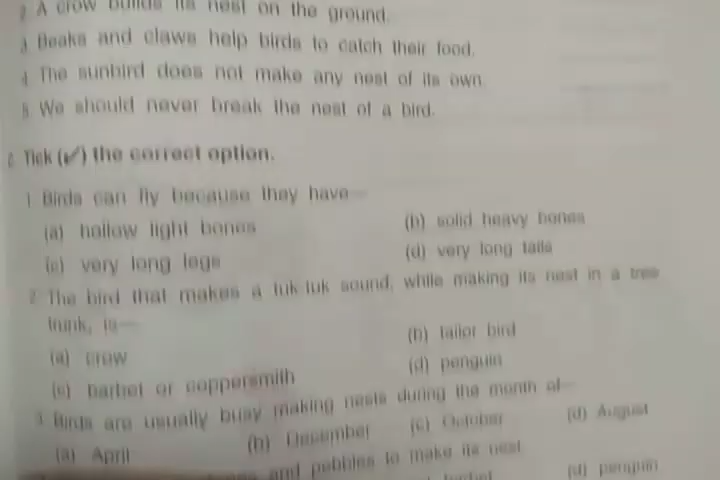 2 A crow builds its nest on the ground.
3 Beaks and claws help birds to catch their food.
4 The sunbird does not make any nest of its own.
5 We should never break the nest of a bird.
Tick (✔) the correct option.
1 Birds can fly because they have—
(a) hollow light bones (b) solid heavy bones
(c) very long legs (d) very long tails
2 The bird that makes a tuk-tuk sound, while making its nest in a tree
trunk, is—
(a) crow (b) tailor bird
(c) barbet or coppersmith (d) penguin
3 Birds are usually busy making nests during the month of—
(a) April (b) December (c) October (d) August
and pebbles to make its nest
(d) penguin